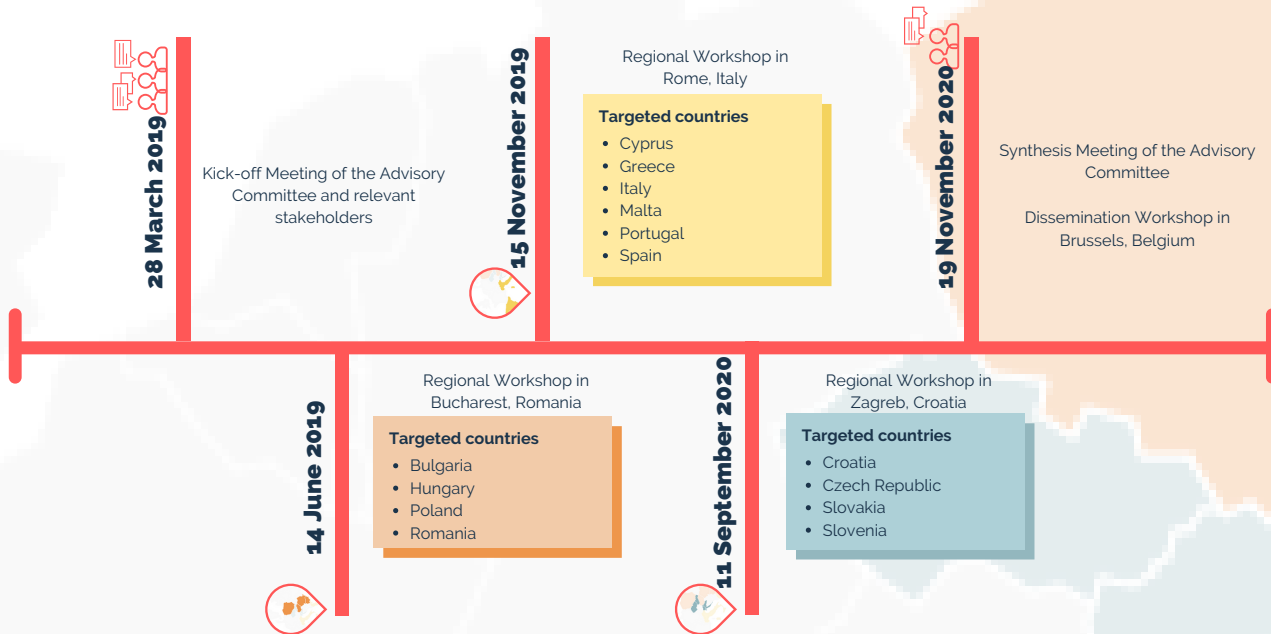 28 March 2019
Kick-off Meeting of the Advisory
Committee and relevant
stakeholders
14 June 2019
Regional Workshop in
Bucharest, Romania
Targeted countries
• Bulgaria
• Hungary
• Poland
• Romania
15 November 2019
Regional Workshop in
Rome, Italy
Targeted countries
• Cyprus
• Greece
• Italy
• Malta
• Portugal
• Spain
11 September 2020
Regional Workshop in
Zagreb, Croatia
Targeted countries
• Croatia
• Czech Republic
• Slovakia
• Slovenia
19 November 2020
Synthesis Meeting of the Advisory
Committee
Dissemination Workshop in
Brussels, Belgium